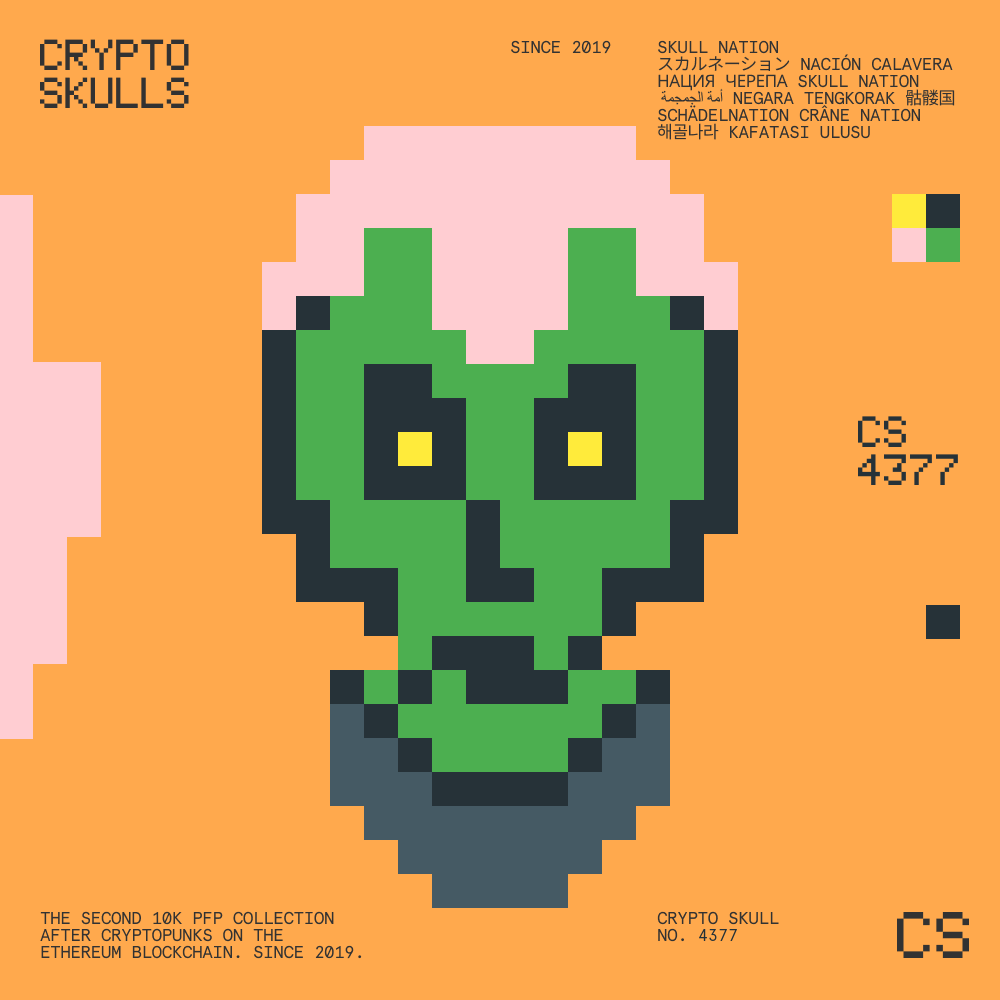 CRYPTO
SKULLS
SINCE 2019
SKULL NATION
スカルネーション NACIÓN CALAVERA
НАЦИЯ ЧЕРЕПА SKULL NATION
أمة الجمجمة NEGARA TENGKORAK 骷髅国
SCHÄDELNATION CRÂNE NATION
해골나라 KAFATASI ULUSU
CS
4377
THE SECOND 10K PFP COLLECTION
AFTER CRYPTOPUNKS ON THE
ETHEREUM BLOCKCHAIN. SINCE 2019.
CRYPTO SKULL
NO. 4377
CS